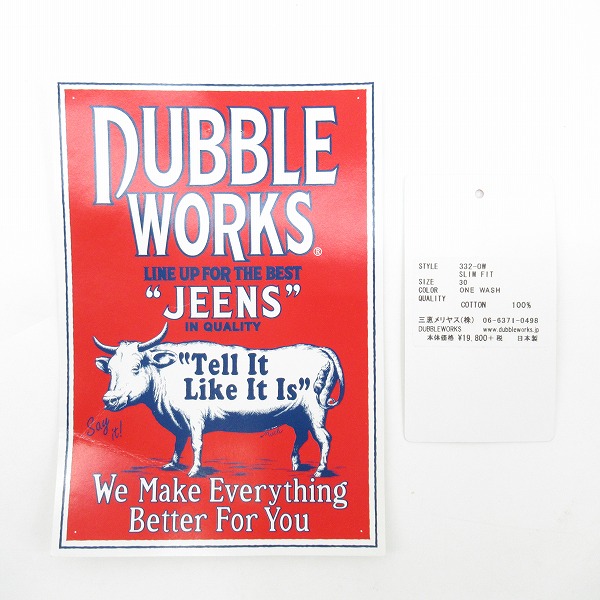 DUBBLE
WORKS®
LINE UP FOR THE BEST
"JEENS"
IN QUALITY
"Tell It
Like It Is"
Say it!
We Make Everything
Better For You
STYLE 332-OW
SLIM FIT
SIZE 30
COLOR ONE WASH
QUALITY
COTTON 100%
三恵メリヤス(株) 06-6371-0498
DUBBLEWORKS www.dubbleworks.jp
本体価格 ¥19,800+税 日本製